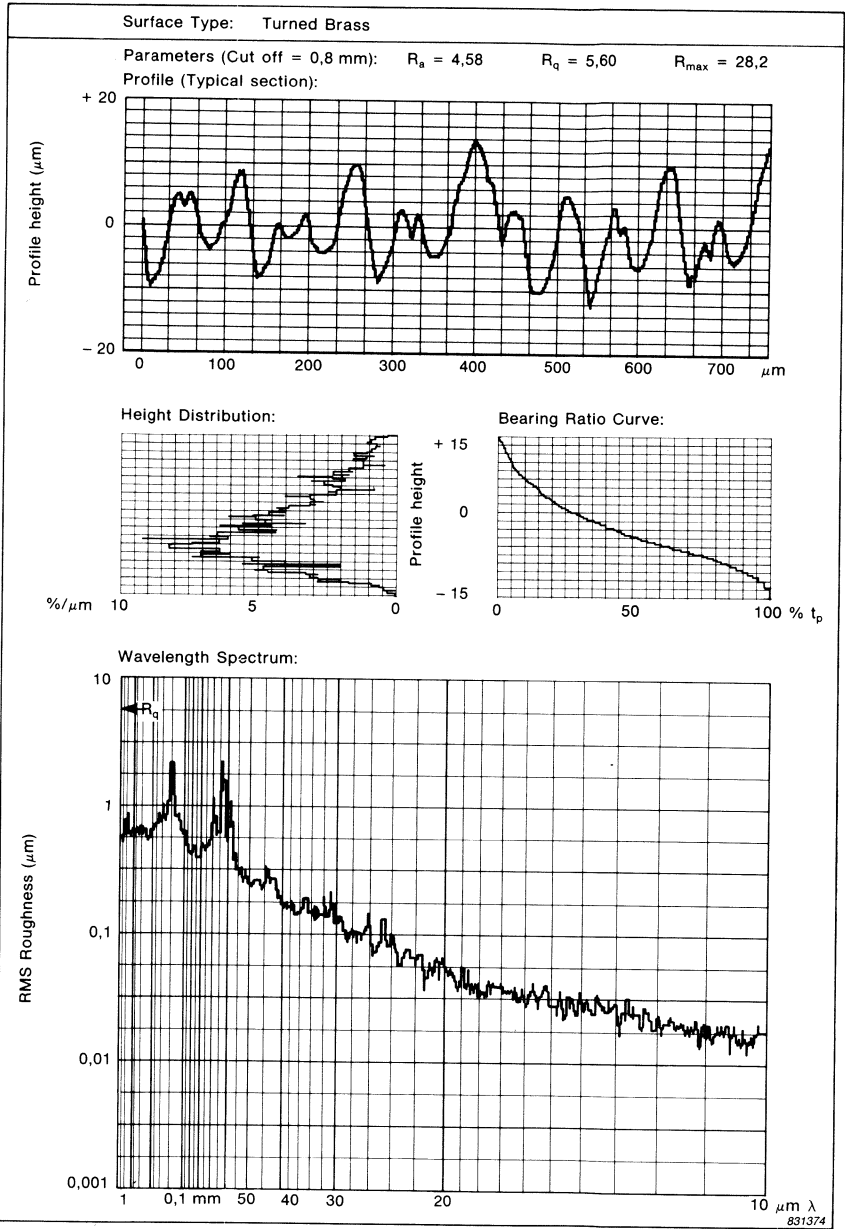 Surface Type: Turned Brass
Parameters (Cut off = 0,8 mm): Ra = 4,58 Rq = 5,60 Rmax = 28,2
Profile (Typical section):
+ 20
0
− 20
Profile height (μm)
0 100 200 300 400 500 600 700 μm
Height Distribution:
%/μm 10 5 0
Bearing Ratio Curve:
+ 15
0
− 15
Profile height
0 50 100 % tp
Wavelength Spectrum:
10
Rq
1
0,1
0,01
0,001
RMS Roughness (μm)
1 0,1 mm 50 40 30 20 10 μm λ
831374